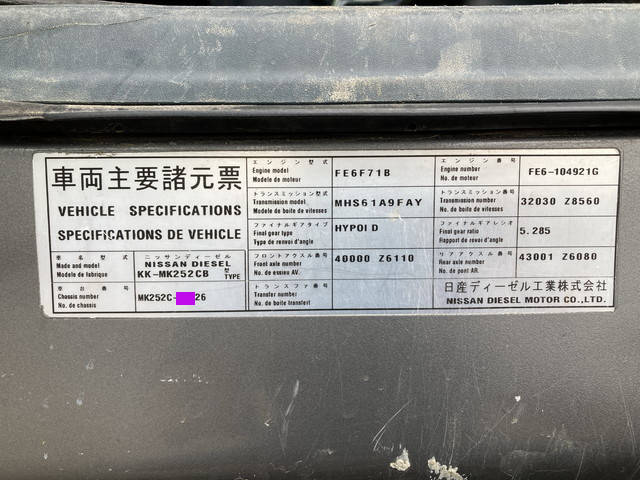 車両主要諸元票
VEHICLE SPECIFICATIONS
SPECIFICATIONS DE VEHICLE
車名型式
Made and model
Modele de fabrique
ニッサンディーゼル
NISSAN DIESEL
KK-MK252CB 型 TYPE
車台番号
Chassis number
No. de chassis
MK252C- 26
エンジン型式
Engine model
Modele de moteur
FE6F71B
トランスミッション型式
Transmission model
Modele de boite de vitesses
MHS61A9FAY
ファイナルギアタイプ
Final gear type
Type de renvoi d'angle
HYPOID
フロントアクスル番号
Front axle number
No. de essieu AV.
40000 Z6110
トランスファ番号
Transfer number
No. de boite transfert
エンジン番号
Engine number
No. de moteur
FE6-104921G
トランスミッション番号
Transmission number
No. de boite de vitesses
32030 Z8560
ファイナルギアレシオ
Final gear ratio
Rapport de renvoi d'angle
5.285
リアアクスル番号
Rear axle number
No. de pont AR.
43001 Z6080
日産ディーゼル工業株式会社
NISSAN DIESEL MOTOR CO.,LTD.